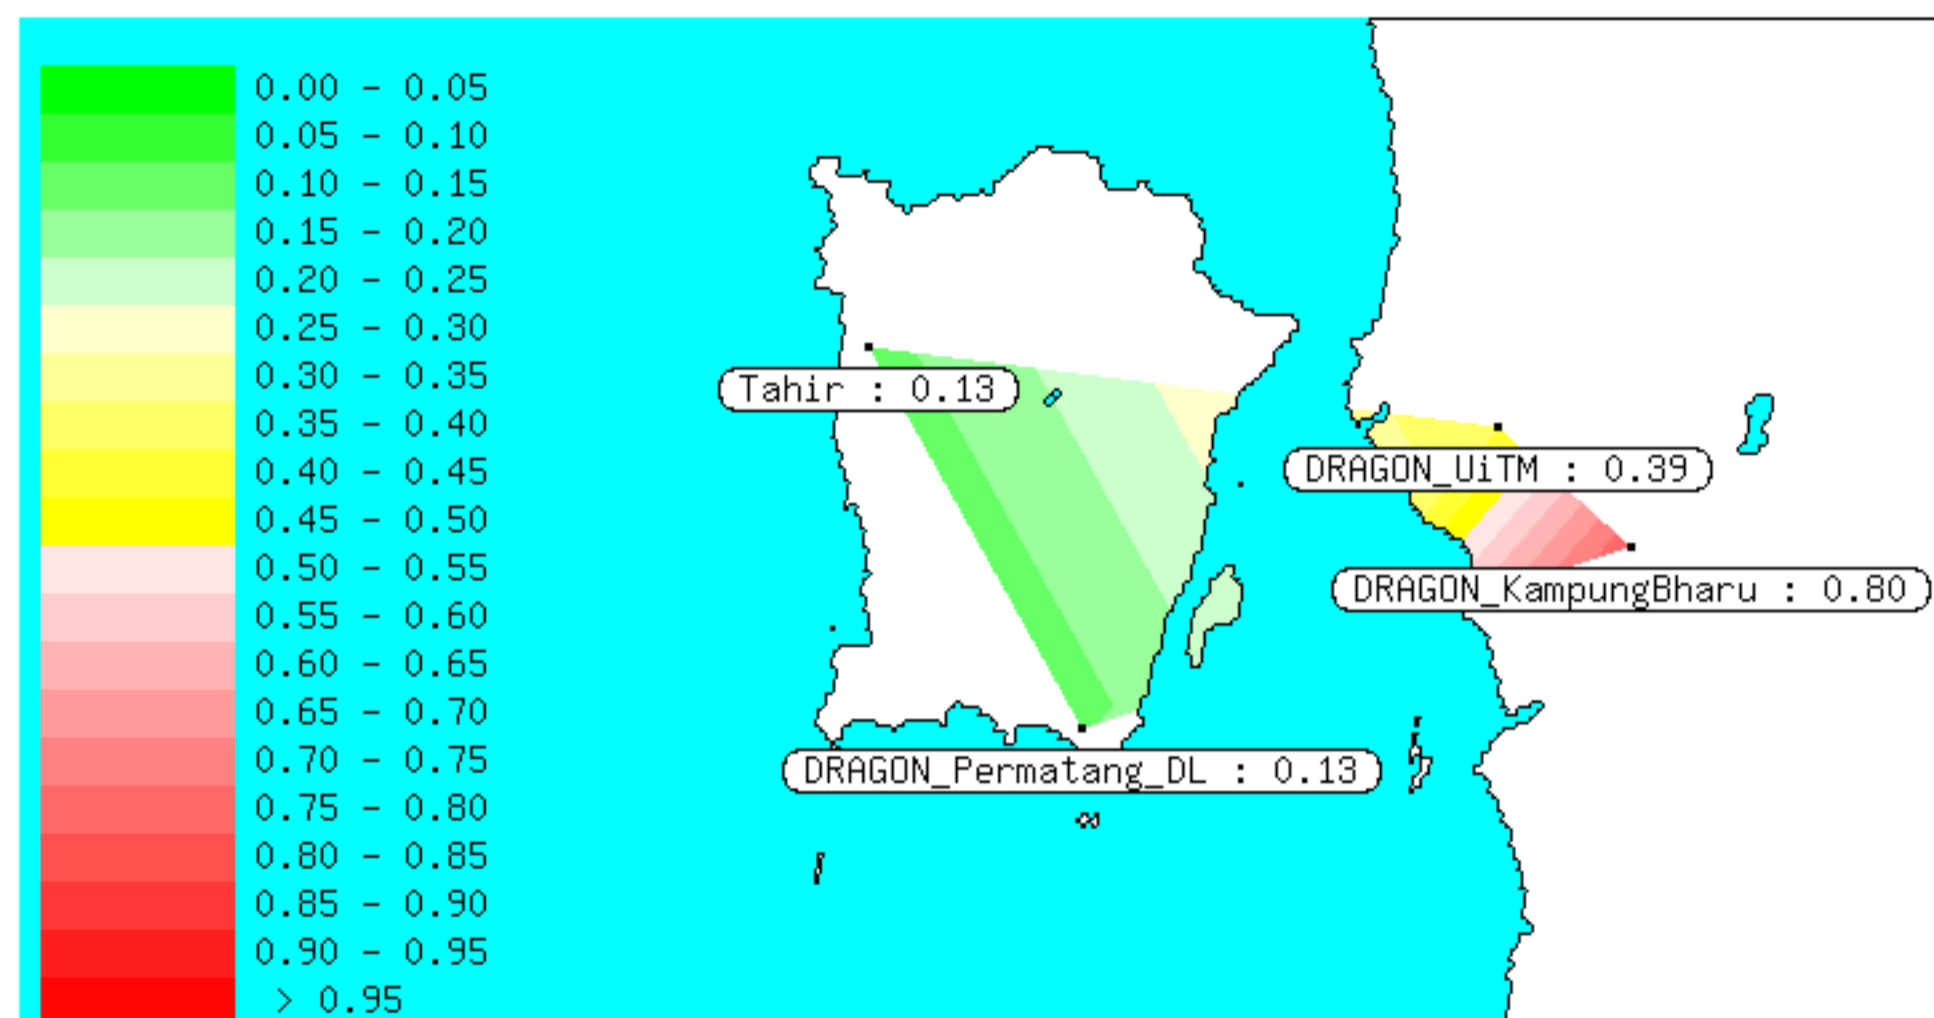 0.00 - 0.05
0.05 - 0.10
0.10 - 0.15
0.15 - 0.20
0.20 - 0.25
0.25 - 0.30
0.30 - 0.35
0.35 - 0.40
0.40 - 0.45
0.45 - 0.50
0.50 - 0.55
0.55 - 0.60
0.60 - 0.65
0.65 - 0.70
0.70 - 0.75
0.75 - 0.80
0.80 - 0.85
0.85 - 0.90
0.90 - 0.95
> 0.95
Tahir : 0.13
DRAGON_UiTM : 0.39
DRAGON_KampungBharu : 0.80
DRAGON_Permatang_DL : 0.13